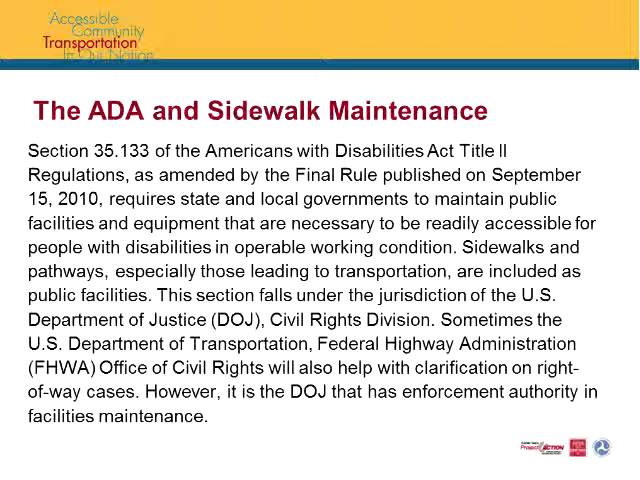 Accessible
Community
Transportation
In Our Nation
The ADA and Sidewalk Maintenance
Section 35.133 of the Americans with Disabilities Act Title II
Regulations, as amended by the Final Rule published on September
15, 2010, requires state and local governments to maintain public
facilities and equipment that are necessary to be readily accessible for
people with disabilities in operable working condition. Sidewalks and
pathways, especially those leading to transportation, are included as
public facilities. This section falls under the jurisdiction of the U.S.
Department of Justice (DOJ), Civil Rights Division. Sometimes the
U.S. Department of Transportation, Federal Highway Administration
(FHWA) Office of Civil Rights will also help with clarification on right-
of-way cases. However, it is the DOJ that has enforcement authority in
facilities maintenance.
Project ACTION